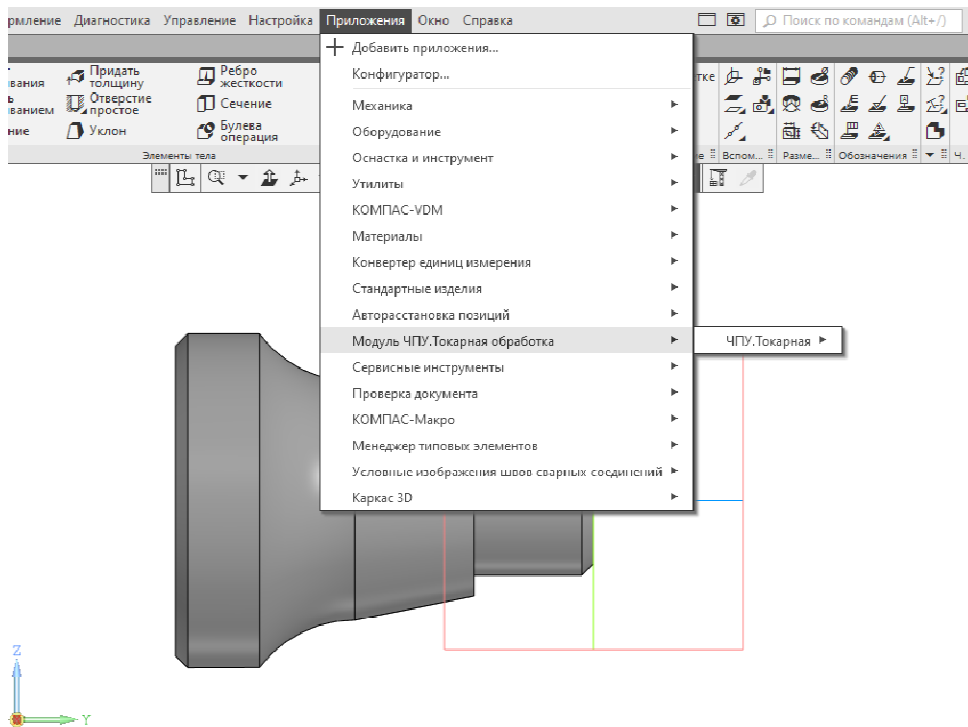 Диагностика Управление Настройка Приложения Окно Справка
Поиск по командам (Alt+/)
Добавить приложения...
Конфигуратор...
Механика
Оборудование
Оснастка и инструмент
Утилиты
КОМПАС-VDM
Материалы
Конвертер единиц измерения
Стандартные изделия
Авторасстановка позиций
Модуль ЧПУ.Токарная обработка
ЧПУ.Токарная
Сервисные инструменты
Проверка документа
КОМПАС-Макро
Менеджер типовых элементов
Условные изображения швов сварных соединений
Каркас 3D
Придать
толщину
Отверстие
простое
Уклон
Ребро
жесткости
Сечение
Булева
операция
Элементы тела
Вспом... Разме... Обозначения Ч.
Z
Y